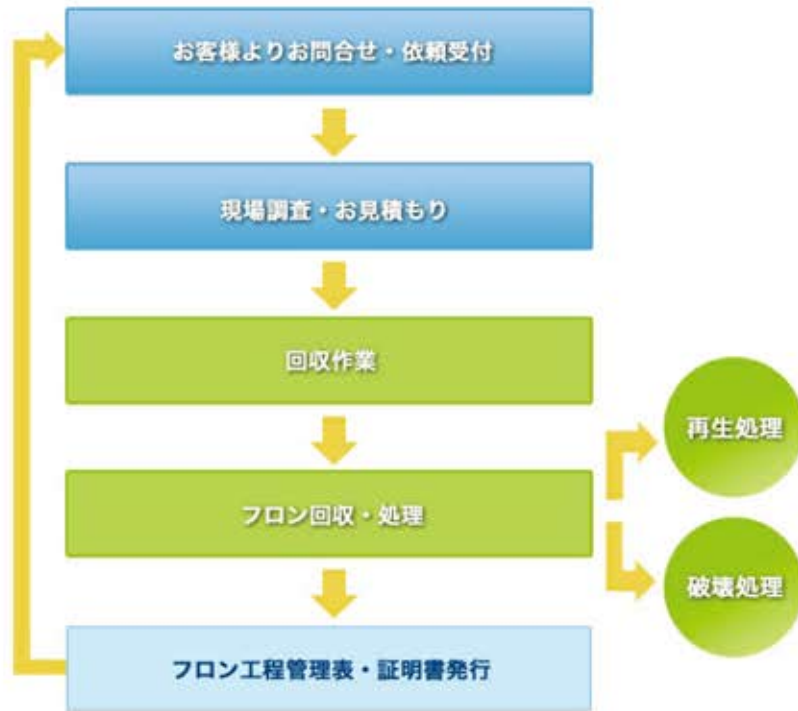 お客様よりお問合せ・依頼受付
現場調査・お見積もり
回収作業
フロン回収・処理
再生処理
破壊処理
フロン工程管理表・証明書発行